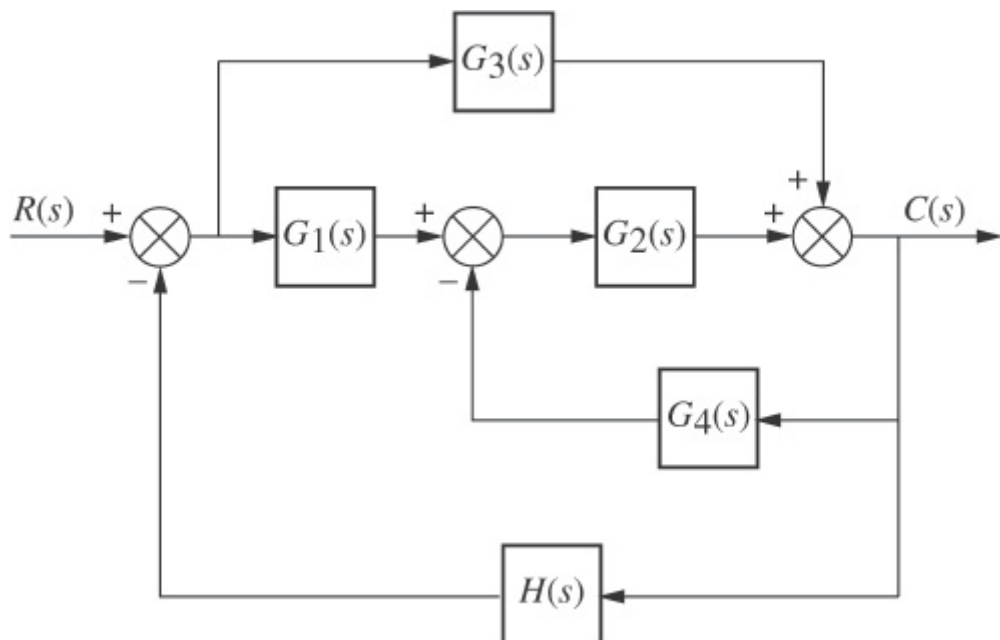 G3(s)
R(s)
+
G1(s)
+
G2(s)
+
+
C(s)
−
−
G4(s)
H(s)